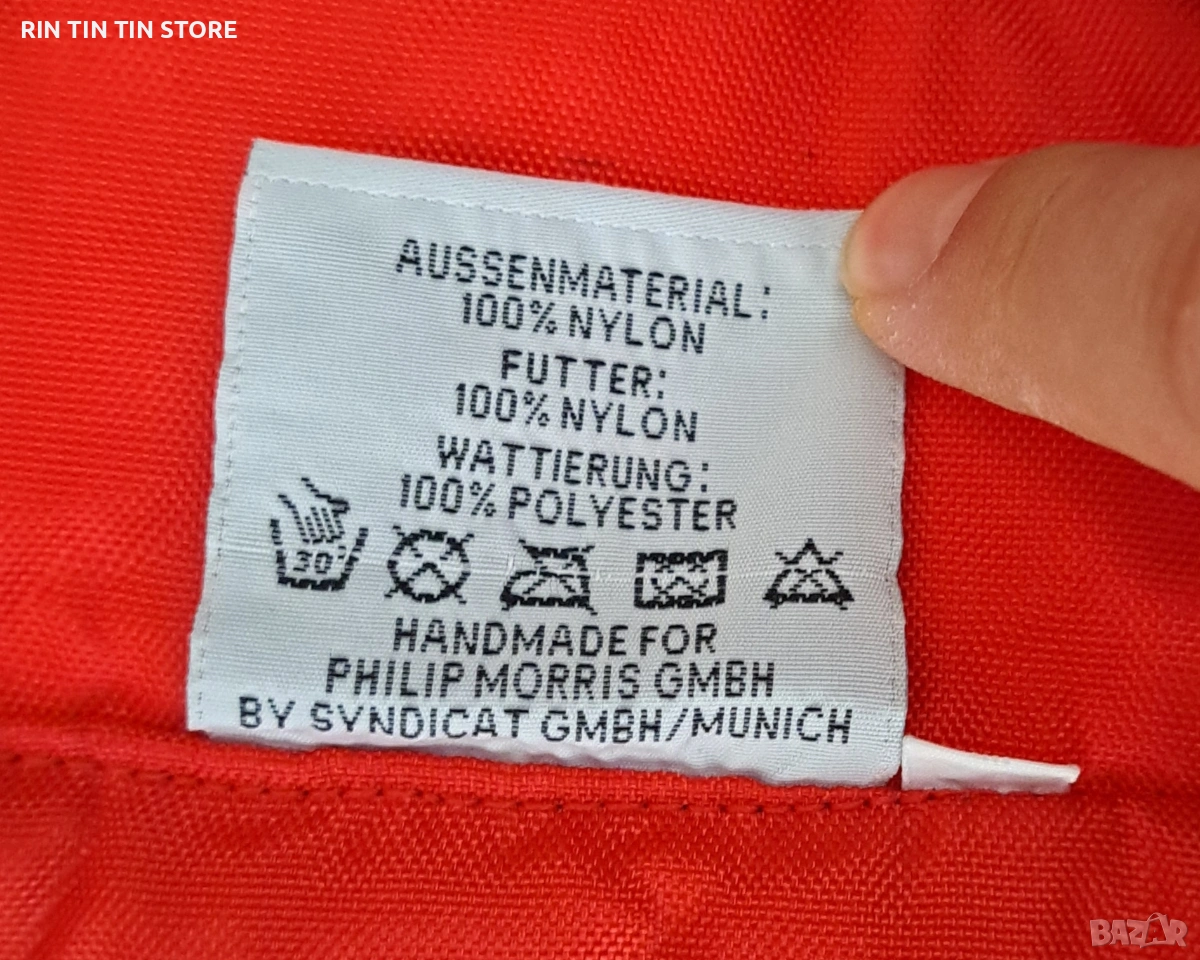 RIN TIN TIN STORE
AUSSENMATERIAL:
100% NYLON
FUTTER:
100% NYLON
WATTIERUNG:
100% POLYESTER
30°
HANDMADE FOR
PHILIP MORRIS GMBH
BY SYNDICAT GMBH/MUNICH
BAZAR